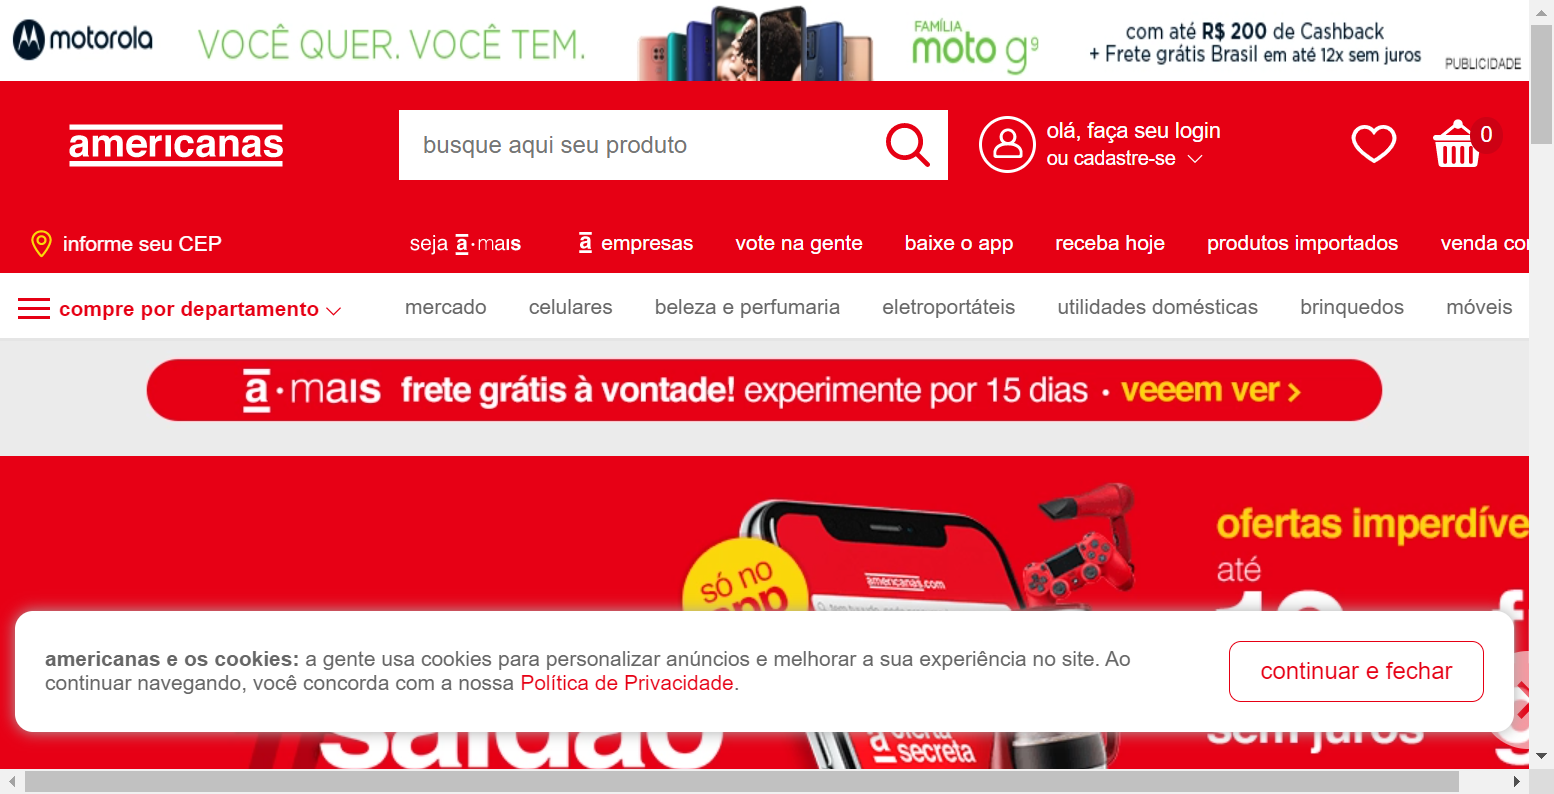 motorola
VOCÊ QUER. VOCÊ TEM.
FAMÍLIA
moto g9
com até R$ 200 de Cashback
+ Frete grátis Brasil em até 12x sem juros
PUBLICIDADE
americanas
busque aqui seu produto
olá, faça seu login
ou cadastre-se
0
informe seu CEP
seja a·mais
a empresas
vote na gente
baixe o app
receba hoje
produtos importados
venda
compre por departamento
mercado
celulares
beleza e perfumaria
eletroportáteis
utilidades domésticas
brinquedos
móveis
a·mais frete grátis à vontade! experimente por 15 dias · veeem ver >
ofertas
até
só no
app
americanas.com
americanas e os cookies: a gente usa cookies para personalizar anúncios e melhorar a sua experiência no site. Ao
continuar navegando, você concorda com a nossa Política de Privacidade.
continuar e fechar
saldão
a oferta
secreta
sem juros